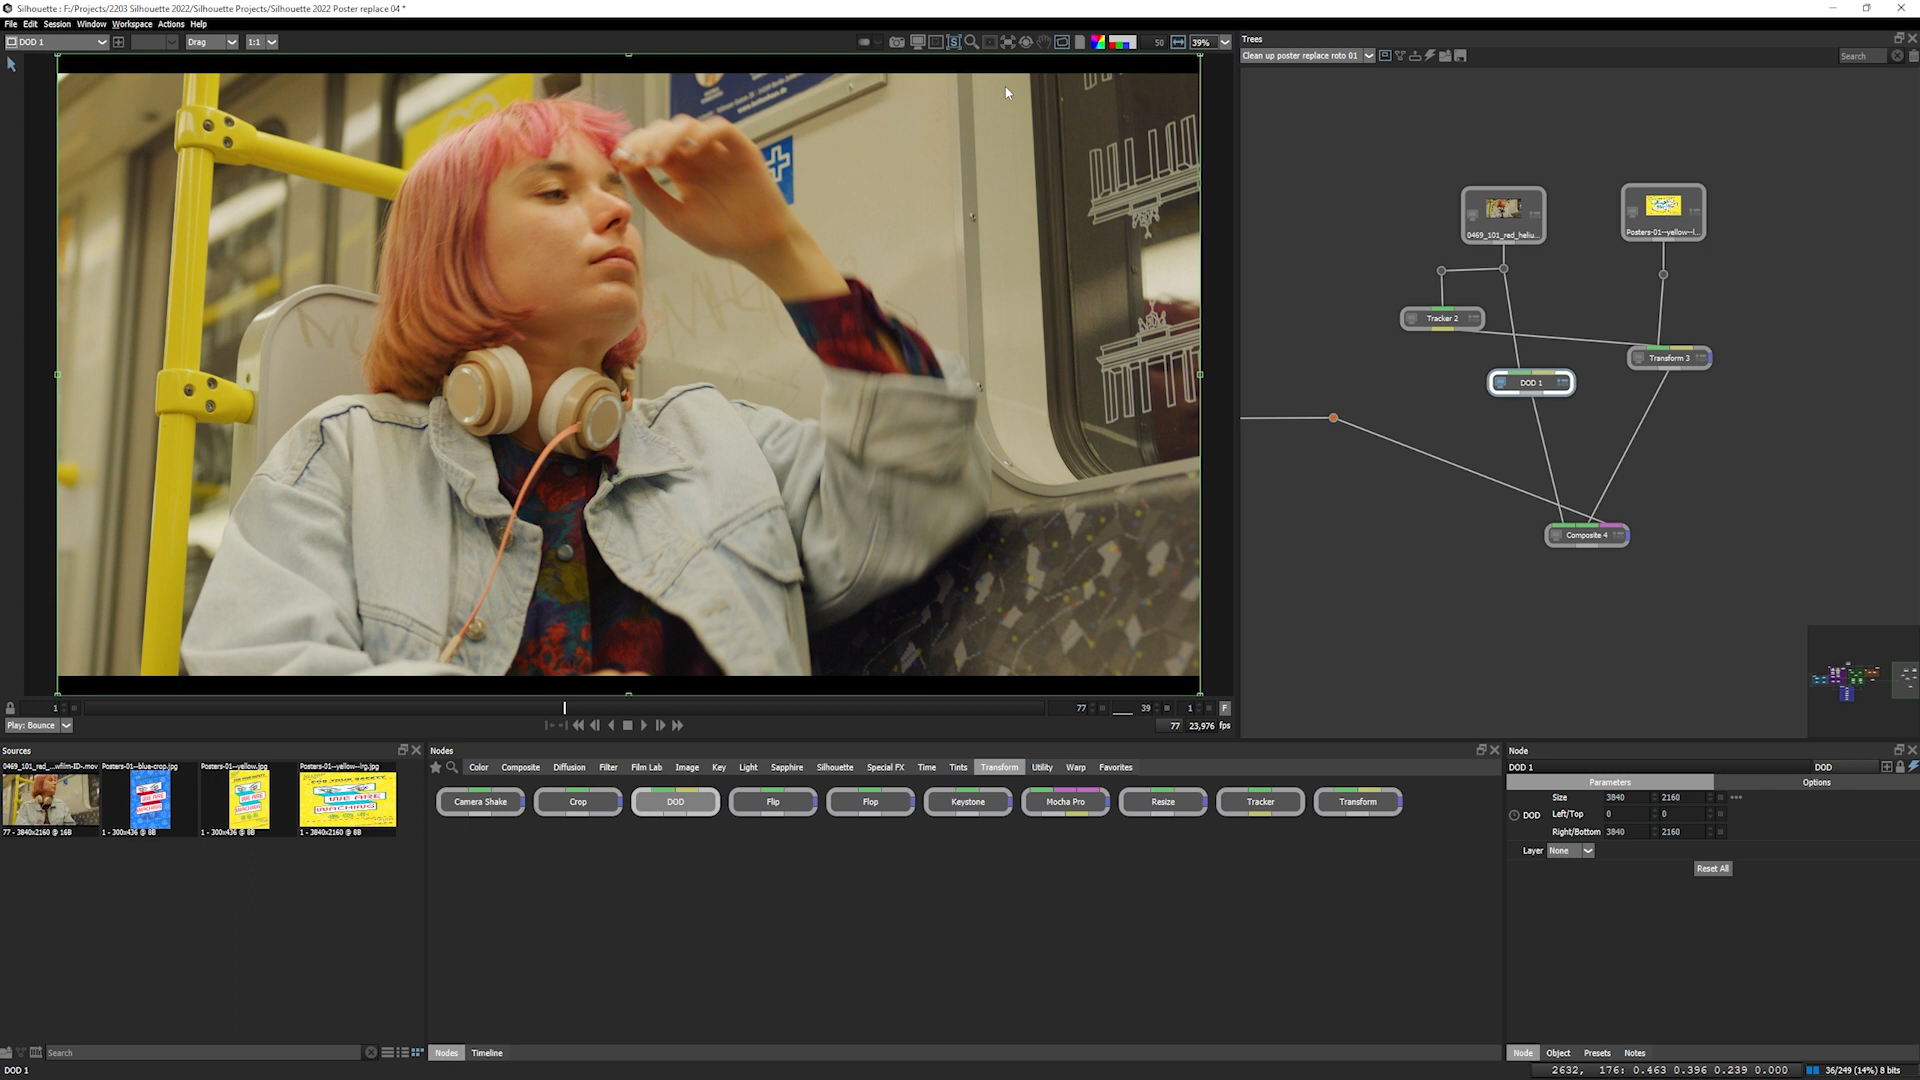 Silhouette : F:/Projects/2203 Silhouette 2022/Silhouette Projects/Silhouette 2022 Poster replace 04 *
File Edit Session Window Workspace Actions Help
DOD 1
Drag
1:1
50
39%
Trees
Clean up poster replace roto 01
Search
0469_101_red_heliu...
Posters-01--yellow--l...
Tracker 2
Transform 3
DOD 1
Composite 4
1
77
39
1
F
Play: Bounce
77 23,976 fps
Sources
0469_101_red_...wfilm-ID-.mov
Posters-01--blue-crop.jpg
Posters-01--yellow.jpg
Posters-01--yellow--lrg.jpg
77 - 3840x2160 @ 16B
1 - 300x436 @ 8B
1 - 300x436 @ 8B
1 - 3840x2160 @ 8B
Search
DOD 1
Nodes
Color Composite Diffusion Filter Film Lab Image Key Light Sapphire Silhouette Special FX Time Tints Transform Utility Warp Favorites
Camera Shake Crop DOD Flip Flop Keystone Mocha Pro Resize Tracker Transform
Nodes Timeline
Node
DOD 1 DOD
Parameters Options
Size 3840 2160
DOD Left/Top 0 0
Right/Bottom 3840 2160
Layer None
Reset All
Node Object Presets Notes
2632, 176: 0.463 0.396 0.239 0.000
36/249 (14%) 8 bits